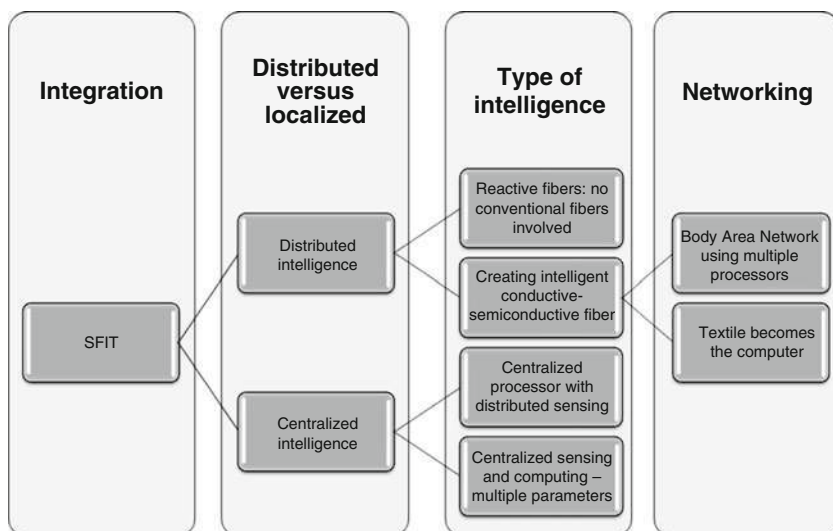 Integration
SFIT
Distributed
versus
localized
Distributed
intelligence
Centralized
intelligence
Type of
intelligence
Reactive fibers: no
conventional fibers
involved
Creating intelligent
conductive-
semiconductive fiber
Centralized
processor with
distributed sensing
Centralized sensing
and computing –
multiple parameters
Networking
Body Area Network
using multiple
processors
Textile becomes
the computer